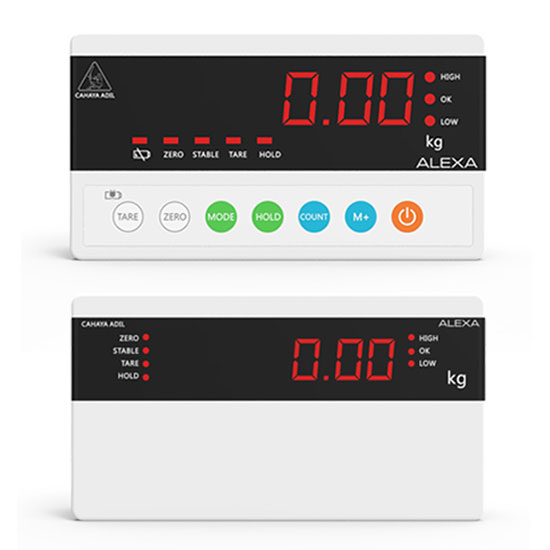 CAHAYA ADIL
0.00
HIGH
OK
LOW
kg
ZERO STABLE TARE HOLD
ALEXA
TARE ZERO MODE HOLD COUNT M+
CAHAYA ADIL
ALEXA
ZERO
STABLE
TARE
HOLD
0.00
HIGH
OK
LOW
kg